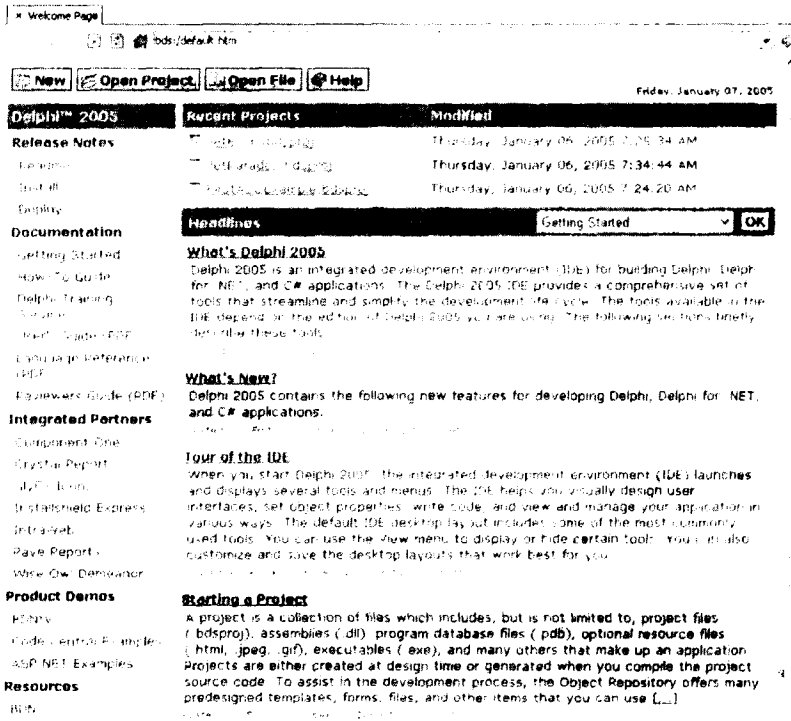 Welcome Page
bds:/default.htm
New Open Project Open File Help
Friday, January 07, 2005
Delphi™ 2005
Release Notes
Readme
Install
Deploy
Documentation
Getting Started
How-To Guide
Delphi Training
Language Reference
Reviewers Guide (PDF)
Integrated Partners
Component One
Crystal Report
Installshield Express
IntraWeb
Rave Reports
Wise Owl Demeanor
Product Demos
Code Central Examples
ASP.NET Examples
Resources
BDN
Recent Projects Modified
Thursday, January 06, 2005
Thursday, January 06, 2005 7:34:44 AM
Thursday, January 06, 2005 7:24:20 AM
Headlines Getting Started OK
What's Delphi 2005
Delphi 2005 is an integrated development environment (IDE) for building Delphi, Delphi
for .NET, and C# applications. The Delphi 2005 IDE provides a comprehensive set of
tools that streamline and simplify the development life cycle. The tools available in the
IDE depend on the edition of Delphi 2005 you are using. The following sections briefly
describe these tools
What's New?
Delphi 2005 contains the following new features for developing Delphi, Delphi for .NET,
and C# applications.
Tour of the IDE
When you start Delphi 2005, the integrated development environment (IDE) launches
and displays several tools and menus. The IDE helps you visually design user
interfaces, set object properties, write code, and view and manage your application in
various ways. The default IDE desktop layout includes some of the most commonly
used tools. You can use the View menu to display or hide certain tools. You can also
customize and save the desktop layouts that work best for you
Starting a Project
A project is a collection of files which includes, but is not limited to, project files
(.bdsproj), assemblies (.dll), program database files (.pdb), optional resource files
(.html, .jpeg, .gif), executables (.exe), and many others that make up an application
Projects are either created at design time or generated when you compile the project
source code. To assist in the development process, the Object Repository offers many
predesigned templates, forms, files, and other items that you can use [...]